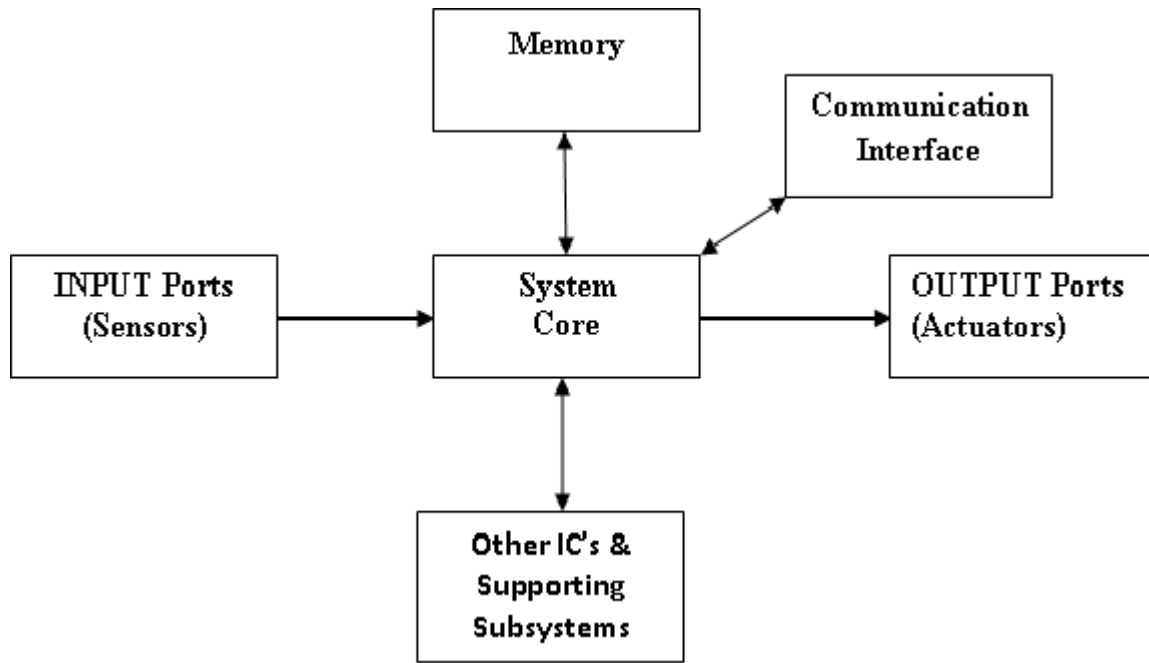 Memory
Communication
Interface
INPUT Ports
(Sensors)
System
Core
OUTPUT Ports
(Actuators)
Other IC's &
Supporting
Subsystems